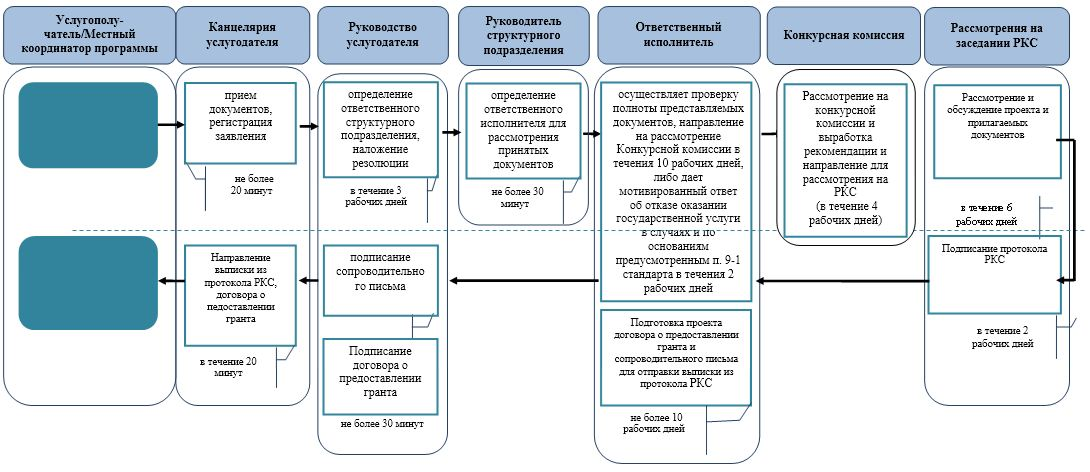 Услугополу-
чатель/Местный
координатор программы
Канцелярия
услугодателя
Руководство
услугодателя
Руководитель
структурного
подразделения
Ответственный
исполнитель
Конкурсная комиссия
Рассмотрения на
заседании РКС
прием
документов,
регистрация
заявления
не более
20 минут
определение
ответственного
структурного
подразделения,
наложение
резолюции
в течение 3
рабочих дней
определение
ответственного
исполнителя для
рассмотрения
принятых
документов
не более 30
минут
осуществляет проверку
полноты представляемых
документов, направление
на рассмотрение
Конкурсной комиссии в
течения 10 рабочих дней,
либо дает
мотивированный ответ
об отказе оказании
государственной услуги
в случаях и по
основаниям
предусмотренным п. 9-1
стандарта в течения 2
рабочих дней
Рассмотрение на
конкурсной
комиссии и
выработка
рекомендации и
направление для
рассмотрения на
РКС
(в течение 4
рабочих дней)
Рассмотрение и
обсуждение проекта и
прилагаемых
документов
в течение 6
рабочих дней
Подписание протокола
РКС
в течение 2
рабочих дней
Подготовка проекта
договора о предоставлении
гранта и
сопроводительного письма
для отправки выписки из
протокола РКС
не более 10
рабочих дней
подписание
сопроводительно
го письма
Подписание
договора о
предоставлении
гранта
не более 30 минут
Направление
выписки из
протокола РКС,
договора о
педоставлении
гранта
в течение 20
минут